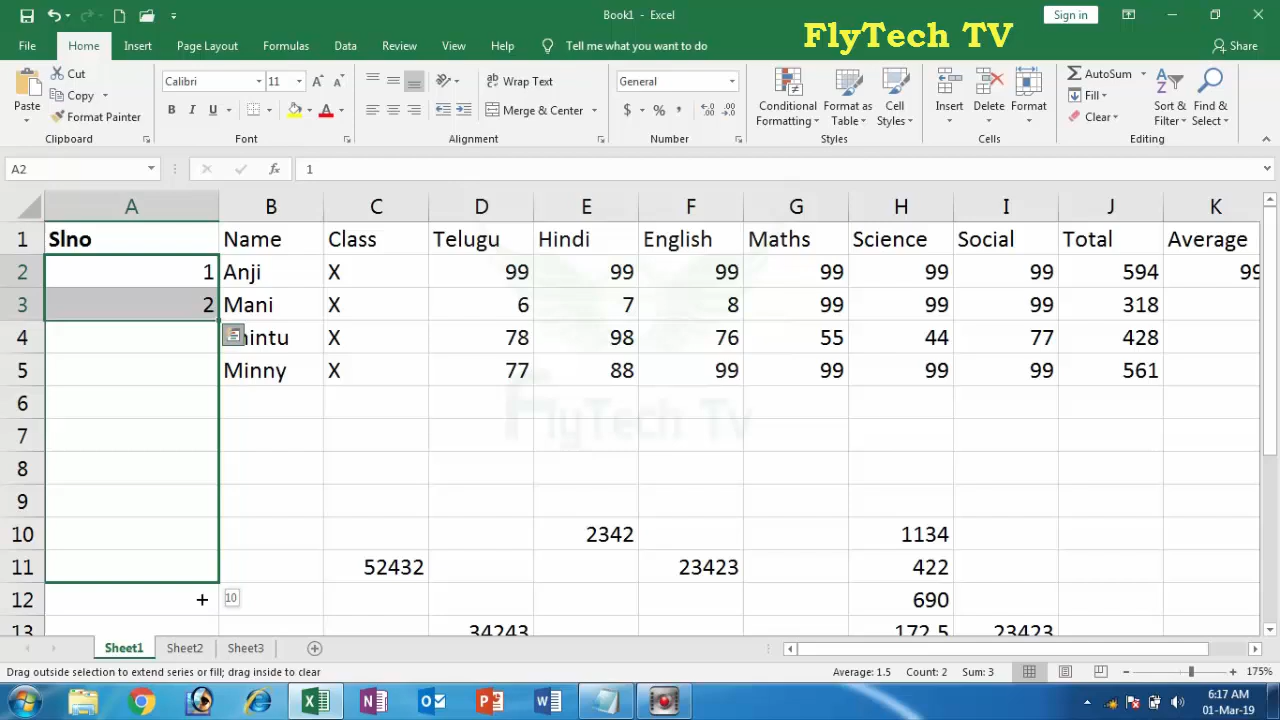 Book1 - Excel
Sign in
FlyTech TV
File Home Insert Page Layout Formulas Data Review View Help Tell me what you want to do Share
Paste
Cut
Copy
Format Painter
Clipboard
Calibri 11
B I U
Font
Wrap Text
Merge & Center
Alignment
General
$ % ,
Number
Conditional Formatting
Format as Table
Cell Styles
Styles
Insert
Delete
Format
Cells
AutoSum
Fill
Clear
Sort & Filter
Find & Select
Editing
A2 fx 1
A B C D E F G H I J K
1 Slno Name Class Telugu Hindi English Maths Science Social Total Average
2 1 Anji X 99 99 99 99 99 99 594 99
3 2 Mani X 6 7 8 99 99 99 318
4 hintu X 78 98 76 55 44 77 428
5 Minny X 77 88 99 99 99 99 561
6
7
8
9
10 2342 1134
11 52432 23423 422
12 10 690
13 34243 172.5 23423
FlyTech Tv
Sheet1 Sheet2 Sheet3
Drag outside selection to extend series or fill; drag inside to clear Average: 1.5 Count: 2 Sum: 3 175%
6:17 AM
01-Mar-19